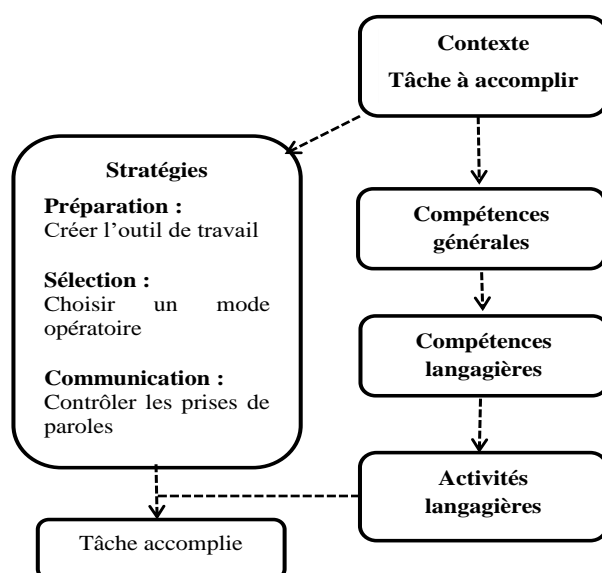 Contexte
Tâche à accomplir
Stratégies
Préparation :
Créer l’outil de travail
Sélection :
Choisir un mode
opératoire
Communication :
Contrôler les prises de
paroles
Compétences
générales
Compétences
langagières
Activités
langagières
Tâche accomplie